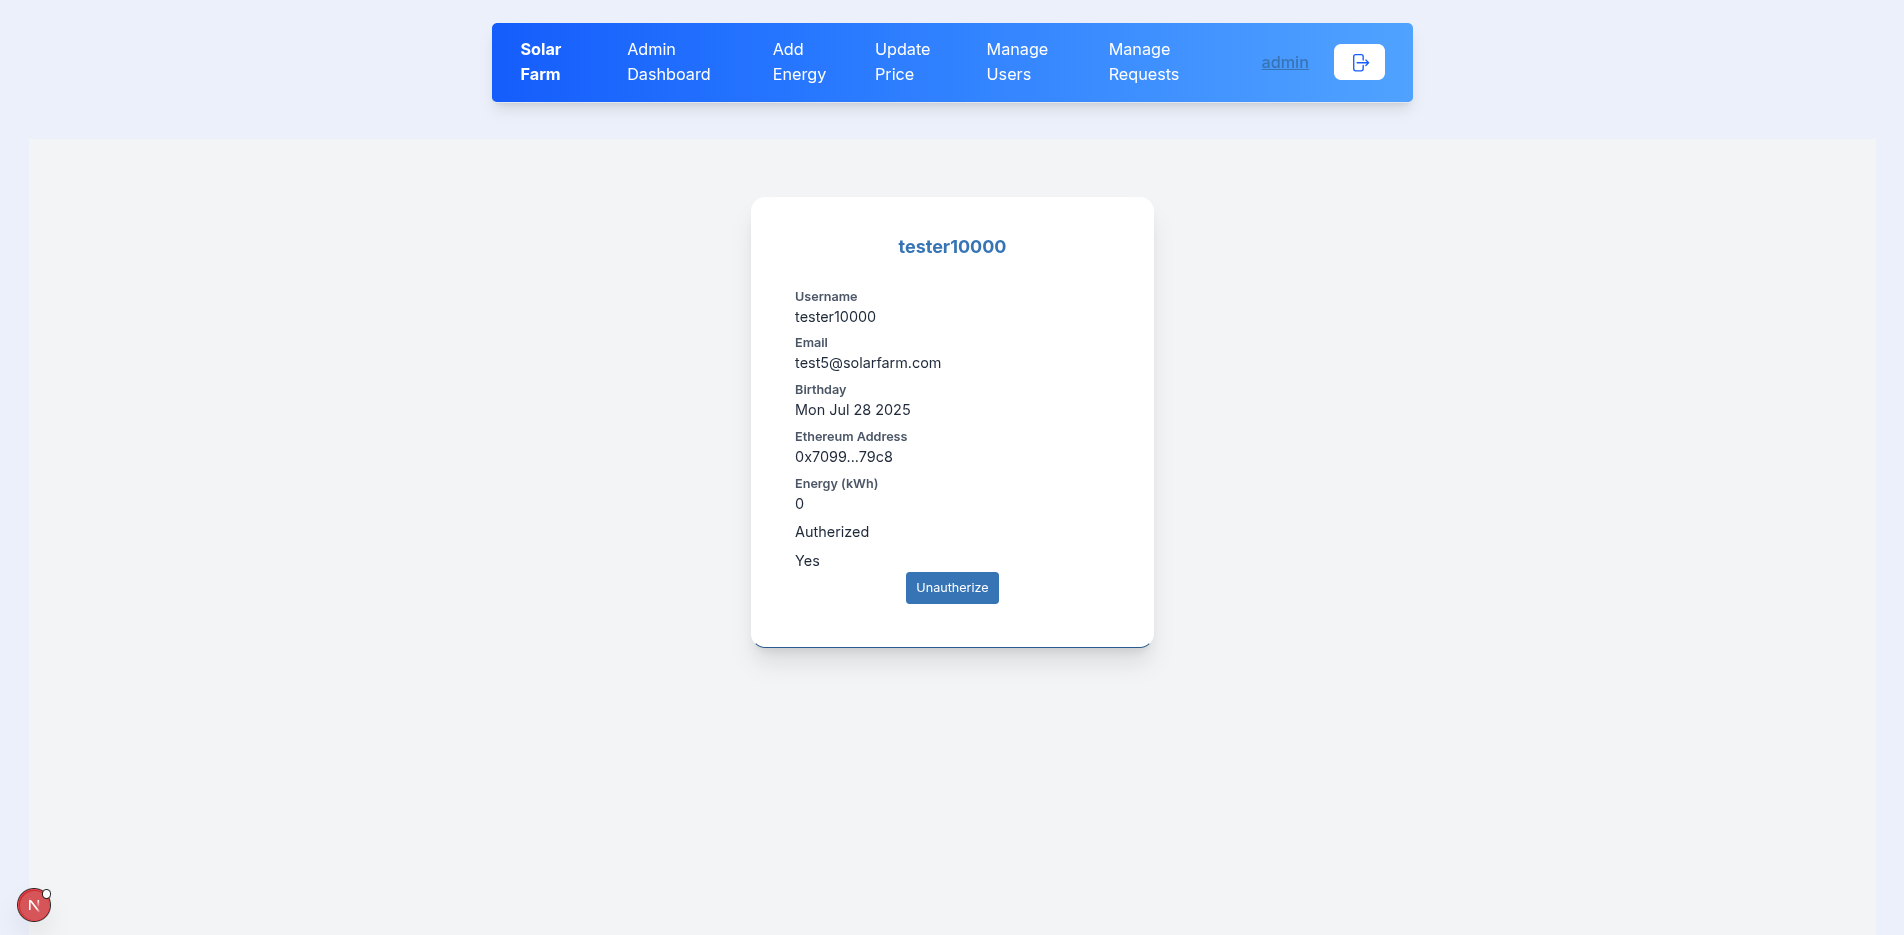 Solar
Farm
Admin
Dashboard
Add
Energy
Update
Price
Manage
Users
Manage
Requests
admin
tester10000
Username
tester10000
Email
test5@solarfarm.com
Birthday
Mon Jul 28 2025
Ethereum Address
0x7099...79c8
Energy (kWh)
0
Autherized
Yes
Unautherize
N